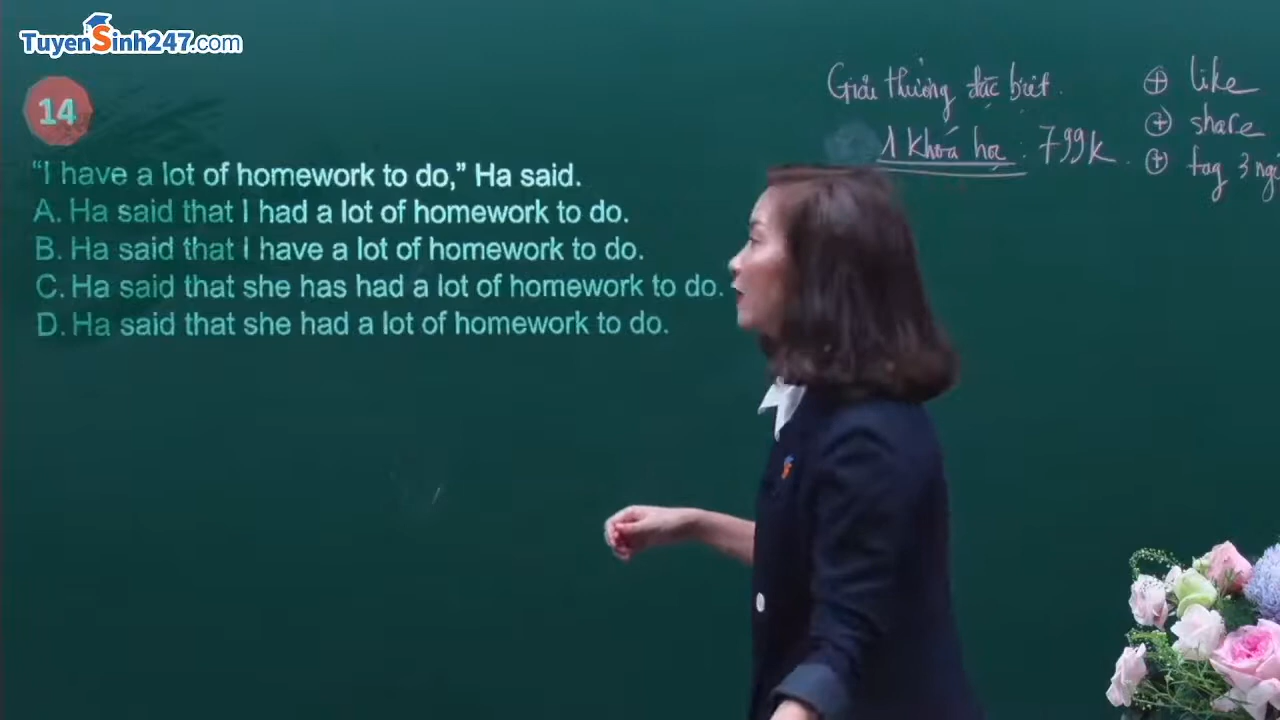 TuyenSinh247.com
14
“I have a lot of homework to do,” Ha said.
A. Ha said that I had a lot of homework to do.
B. Ha said that I have a lot of homework to do.
C. Ha said that she has had a lot of homework to do.
D. Ha said that she had a lot of homework to do.
Giải thưởng đặc biệt.
1 khoá học : 799k.
+ like
+ share
+ tag 3 ngư